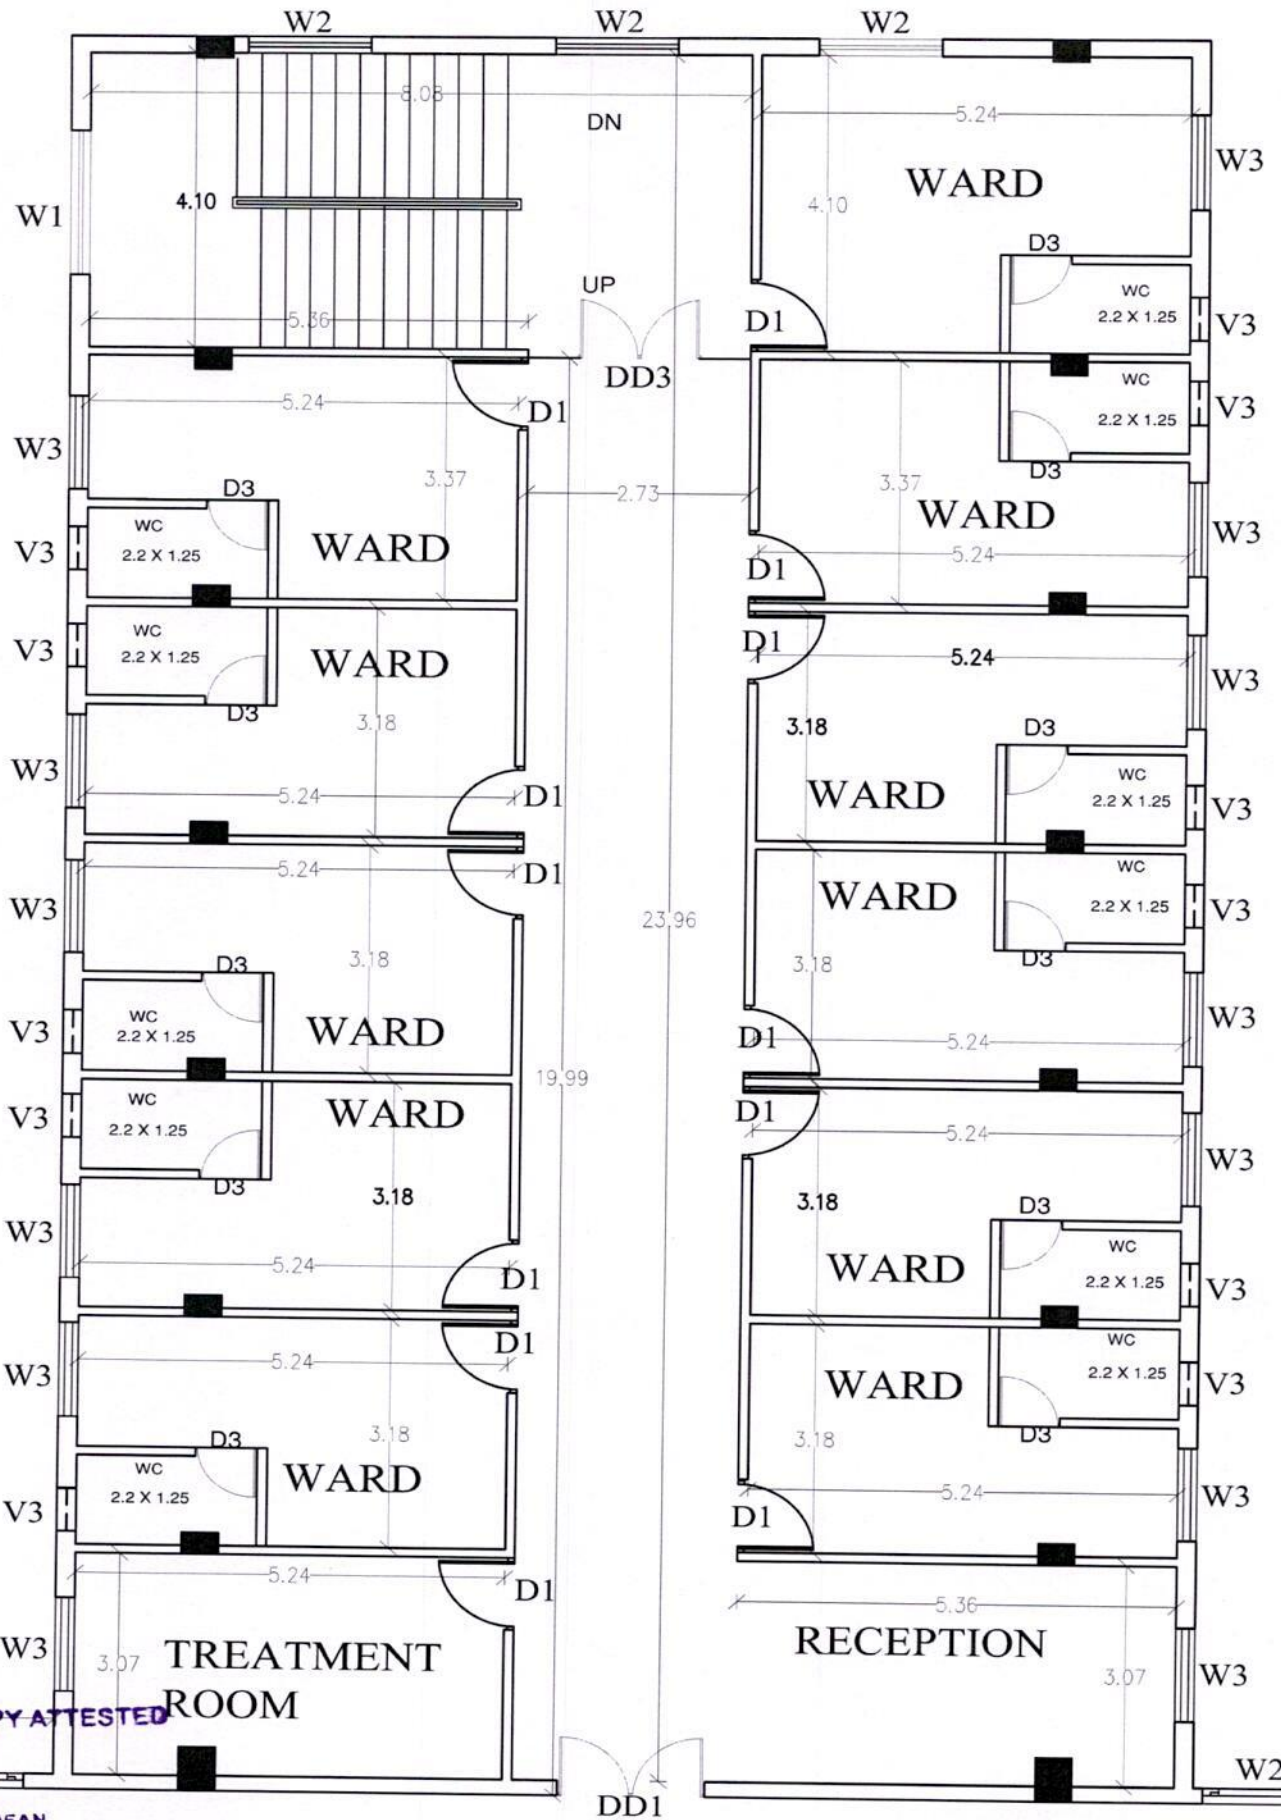 W2 W2 W2
8.08
DN
5.24
W3
WARD
4.10
4.10
W1
D3
UP
WC
2.2 X 1.25
V3
5.36
D1
DD3
WC
2.2 X 1.25
V3
5.24
D1
W3
3.37
2.73
3.37
D3
D3
WARD
W3
WC
2.2 X 1.25
V3
WARD
5.24
D1
WC
2.2 X 1.25
V3
WARD
D1
5.24
W3
D3
3.18
3.18
D3
W3
5.24
D1
WARD
WC
2.2 X 1.25
V3
5.24
D1
WARD
WC
2.2 X 1.25
V3
W3
23.96
3.18
3.18
D3
D3
WC
2.2 X 1.25
V3
WARD
W3
D1
5.24
19.99
WC
2.2 X 1.25
V3
WARD
D1
5.24
W3
D3
3.18
3.18
D3
W3
5.24
D1
WARD
WC
2.2 X 1.25
V3
D1
5.24
W3
WARD
WC
2.2 X 1.25
V3
3.18
3.18
D3
D3
WC
2.2 X 1.25
V3
WARD
5.24
W3
D1
5.24
D1
5.36
W3
3.07
TREATMENT
ROOM
RECEPTION
3.07
W3
PY ATTESTED
W2
DD1
EAN